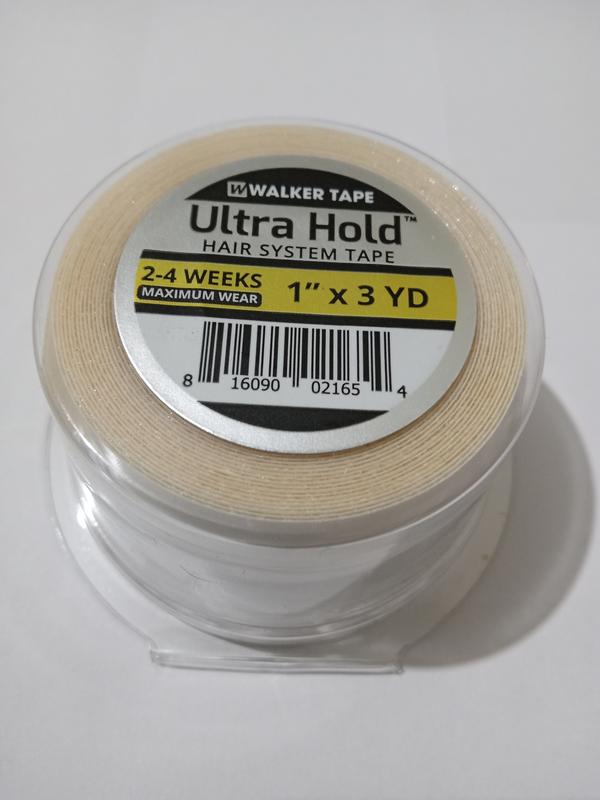 W WALKER TAPE
Ultra Hold™
HAIR SYSTEM TAPE
2-4 WEEKS
MAXIMUM WEAR
1" x 3 YD
8 16090 02165 4